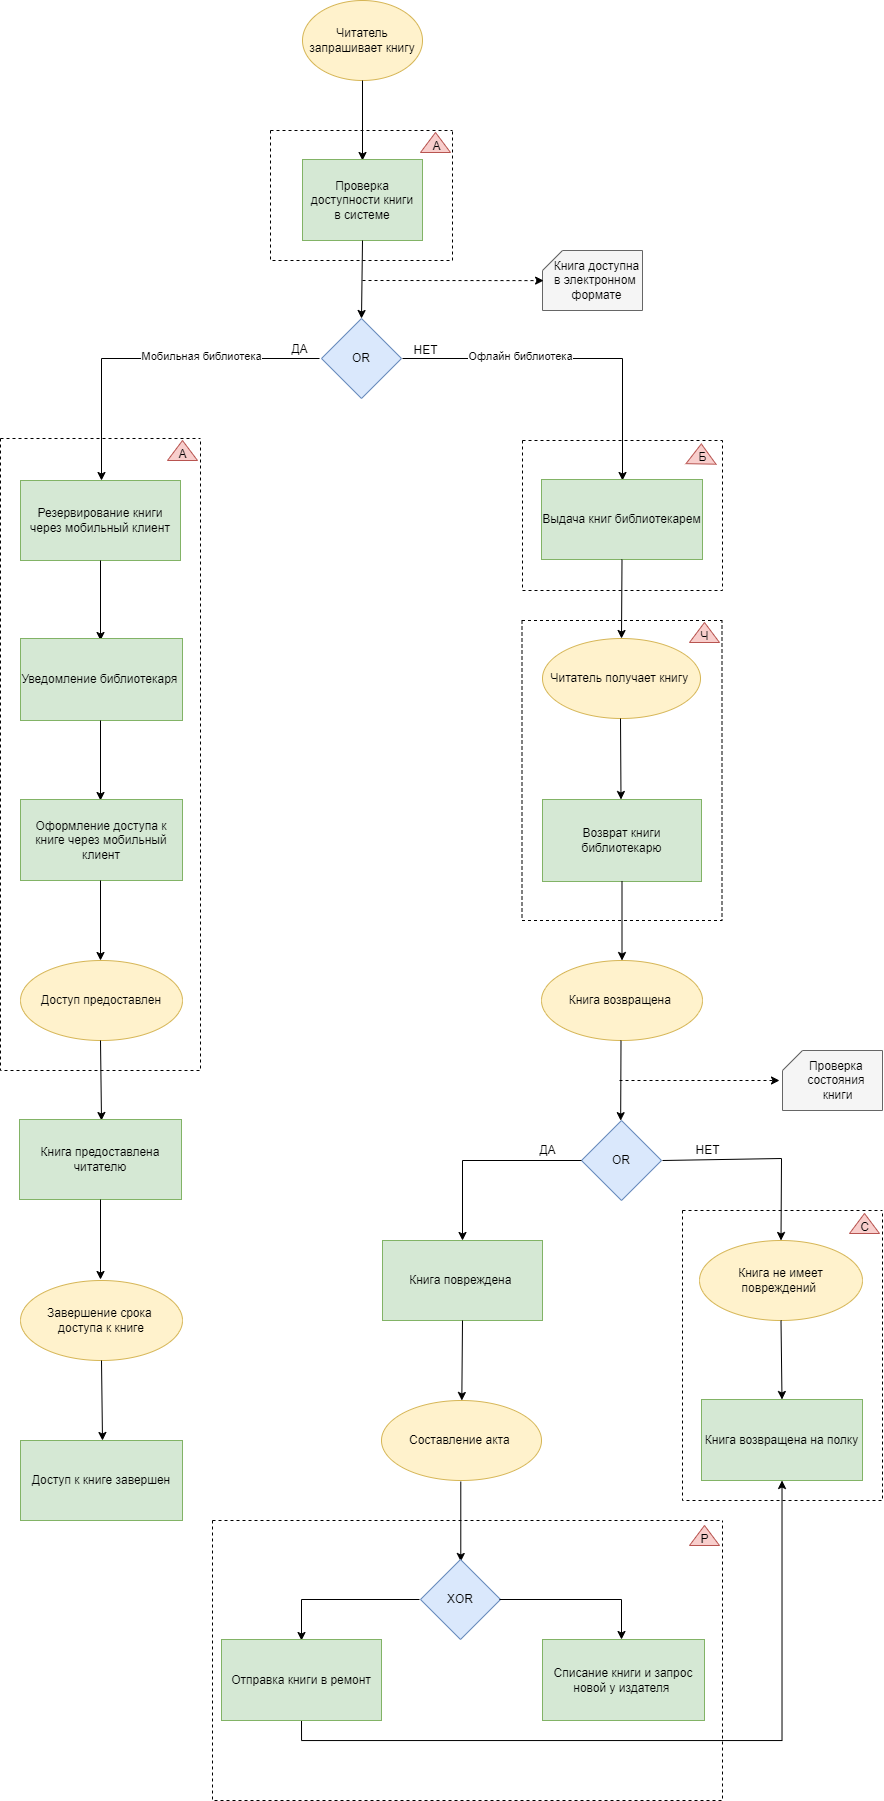 Читатель
запрашивает книгу
А
Проверка
доступности книги
в системе
Книга доступна
в электронном
формате
OR
ДА
НЕТ
Мобильная библиотека
Офлайн библиотека
А
Б
Резервирование книги
через мобильный клиент
Выдача книг библиотекарем
Ч
Уведомление библиотекаря
Читатель получает книгу
Оформление доступа к
книге через мобильный
клиент
Возврат книги
библиотекарю
Доступ предоставлен
Книга возвращена
Проверка
состояния
книги
Книга предоставлена
читателю
ДА
OR
НЕТ
С
Книга повреждена
Книга не имеет
повреждений
Завершение срока
доступа к книге
Составление акта
Книга возвращена на полку
Доступ к книге завершен
Р
XOR
Отправка книги в ремонт
Списание книги и запрос
новой у издателя